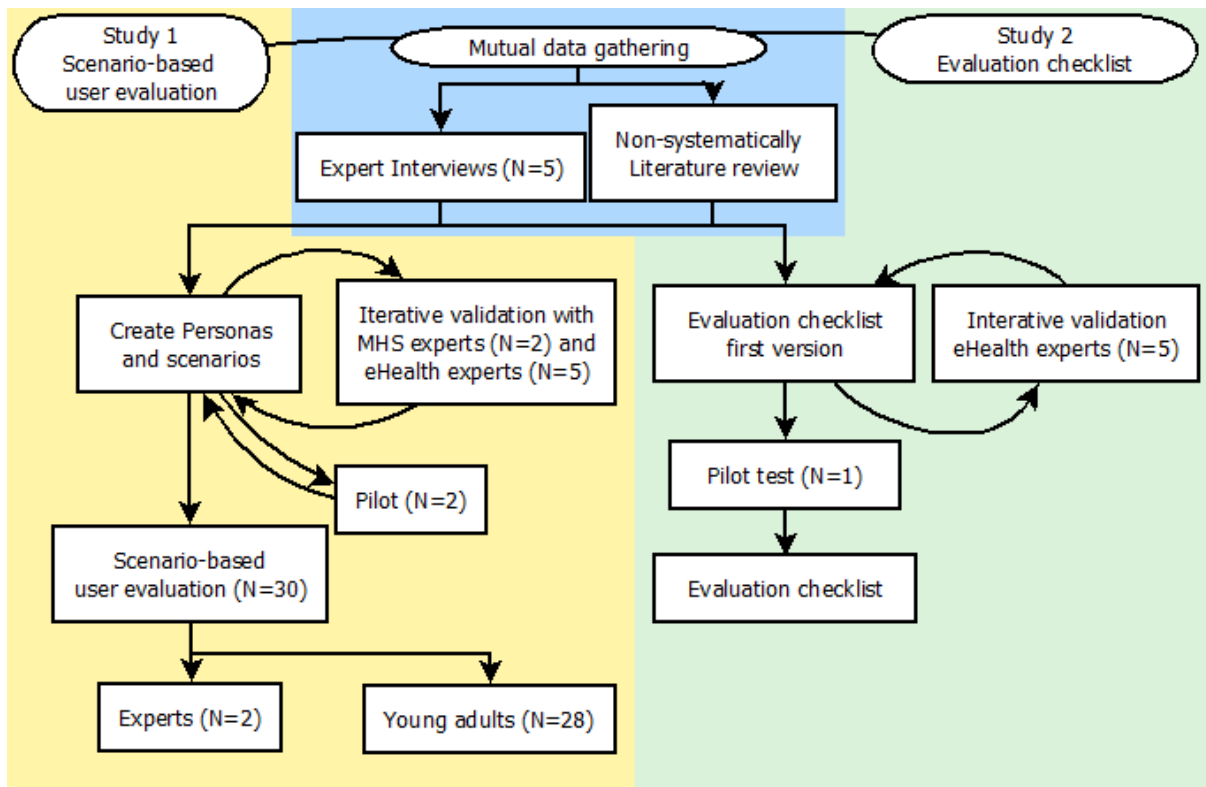 Study 1
Scenario-based
user evaluation
Mutual data gathering
Study 2
Evaluation checklist
Expert Interviews (N=5)
Non-systematically
Literature review
Create Personas
and scenarios
Iterative validation with
MHS experts (N=2) and
eHealth experts (N=5)
Evaluation checklist
first version
Interative validation
eHealth experts (N=5)
Pilot (N=2)
Pilot test (N=1)
Scenario-based
user evaluation (N=30)
Evaluation checklist
Experts (N=2)
Young adults (N=28)